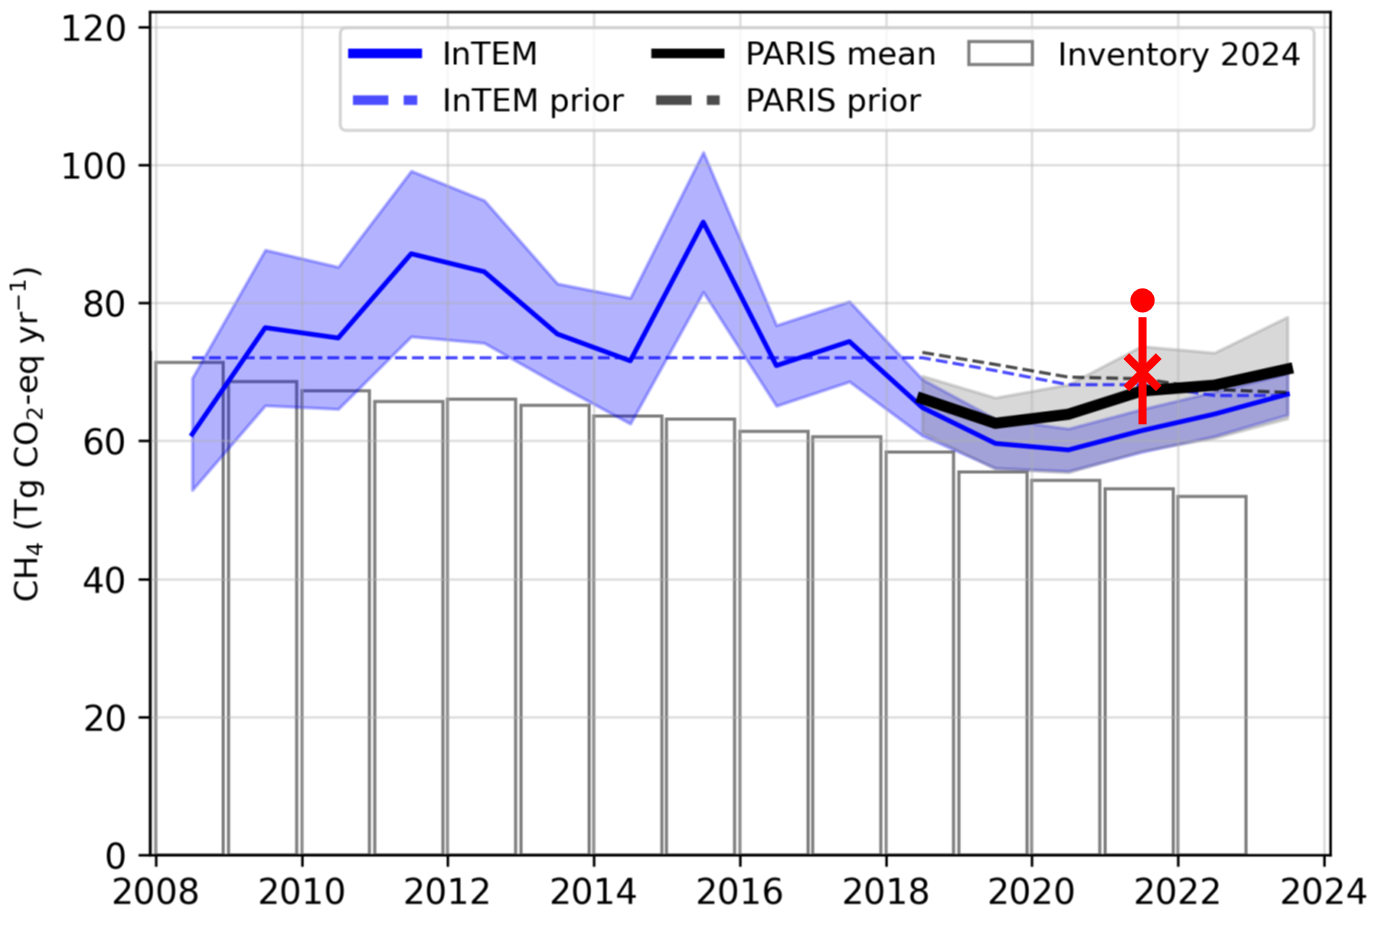 120
100
80
60
40
20
0
CH₄ (Tg CO₂-eq yr⁻¹)
InTEM
InTEM prior
PARIS mean
PARIS prior
Inventory 2024
2008 2010 2012 2014 2016 2018 2020 2022 2024